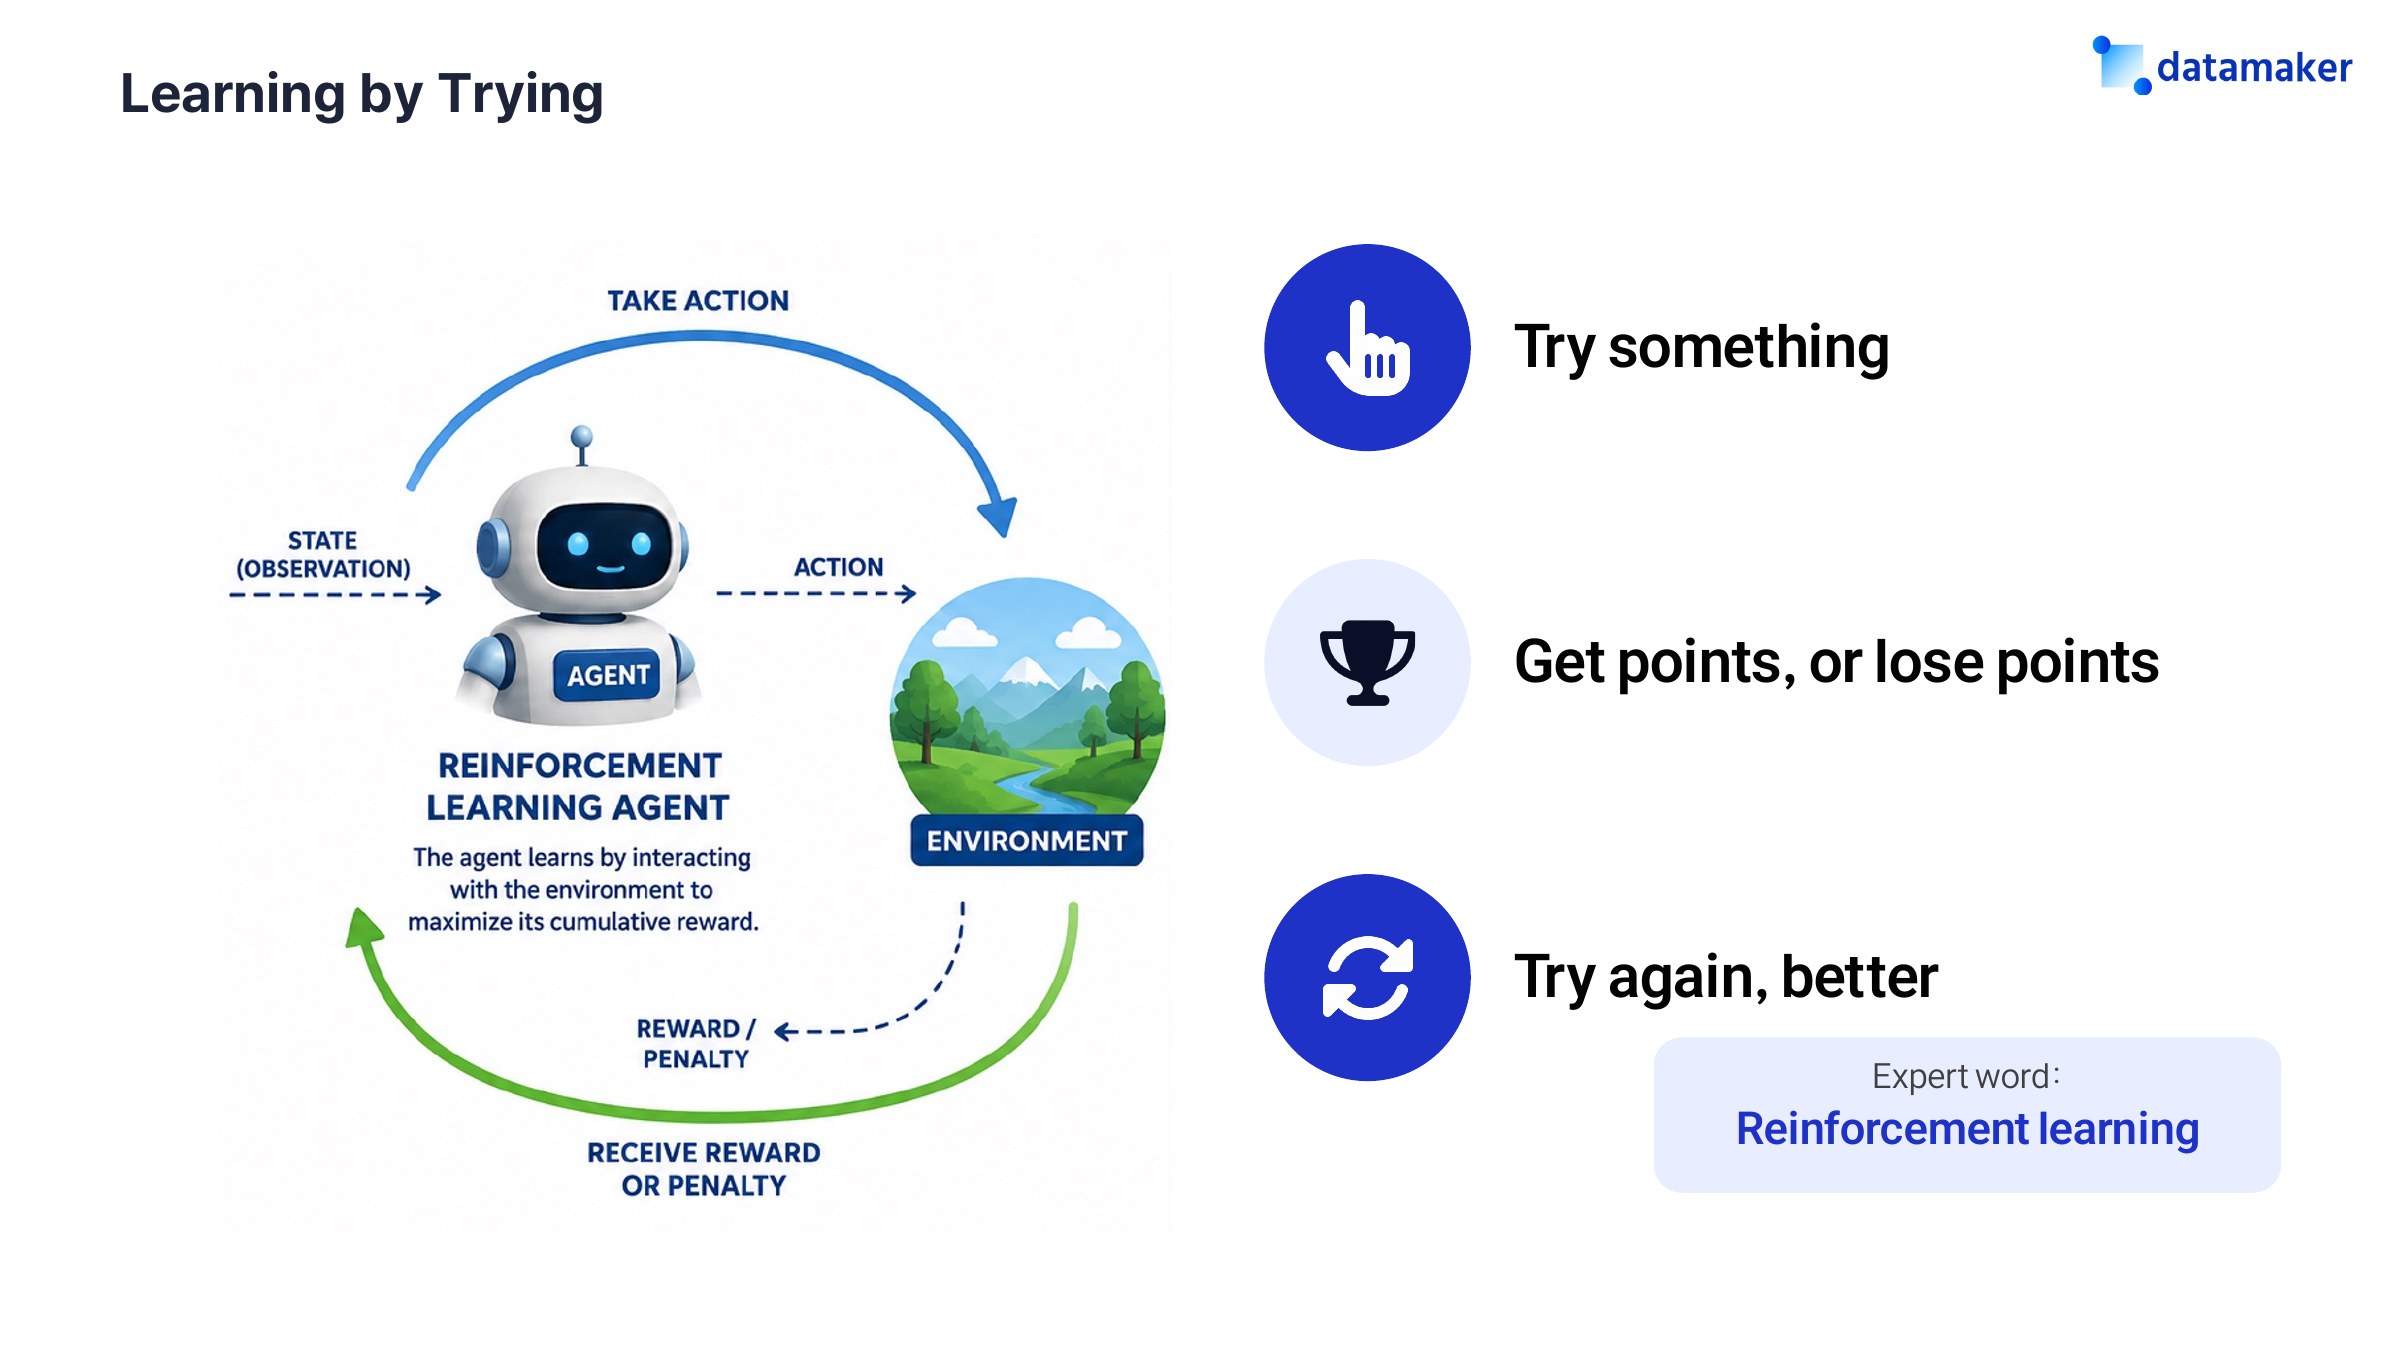 Learning by Trying
datamaker
TAKE ACTION
STATE
(OBSERVATION)
ACTION
AGENT
REINFORCEMENT
LEARNING AGENT
The agent learns by interacting
with the environment to
maximize its cumulative reward.
ENVIRONMENT
REWARD /
PENALTY
RECEIVE REWARD
OR PENALTY
Try something
Get points, or lose points
Try again, better
Expert word:
Reinforcement learning